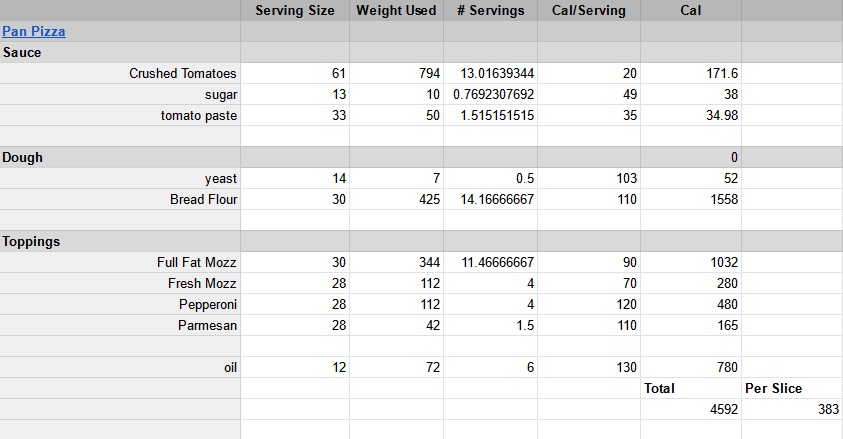 Serving Size Weight Used # Servings Cal/Serving Cal
Pan Pizza
Sauce
Crushed Tomatoes 61 794 13.01639344 20 171.6
sugar 13 10 0.7692307692 49 38
tomato paste 33 50 1.515151515 35 34.98
Dough 0
yeast 14 7 0.5 103 52
Bread Flour 30 425 14.16666667 110 1558
Toppings
Full Fat Mozz 30 344 11.46666667 90 1032
Fresh Mozz 28 112 4 70 280
Pepperoni 28 112 4 120 480
Parmesan 28 42 1.5 110 165
oil 12 72 6 130 780
Total Per Slice
4592 383